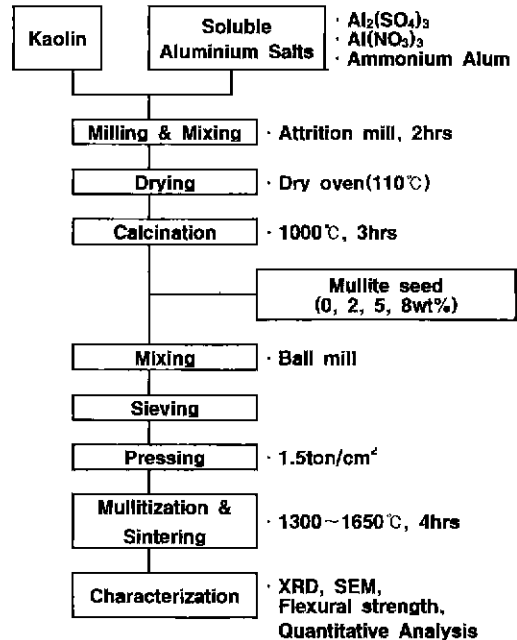 Kaolin
Soluble
Aluminium Salts
· Al₂(SO₄)₃
· Al(NO₃)₃
· Ammonium Alum
Milling & Mixing
· Attrition mill, 2hrs
Drying
· Dry oven(110℃)
Calcination
· 1000℃, 3hrs
Mullite seed
(0, 2, 5, 8wt%)
Mixing
· Ball mill
Sieving
Pressing
· 1.5ton/cm²
Mullitization &
Sintering
· 1300~1650℃, 4hrs
Characterization
· XRD, SEM,
Flexural strength,
Quantitative Analysis